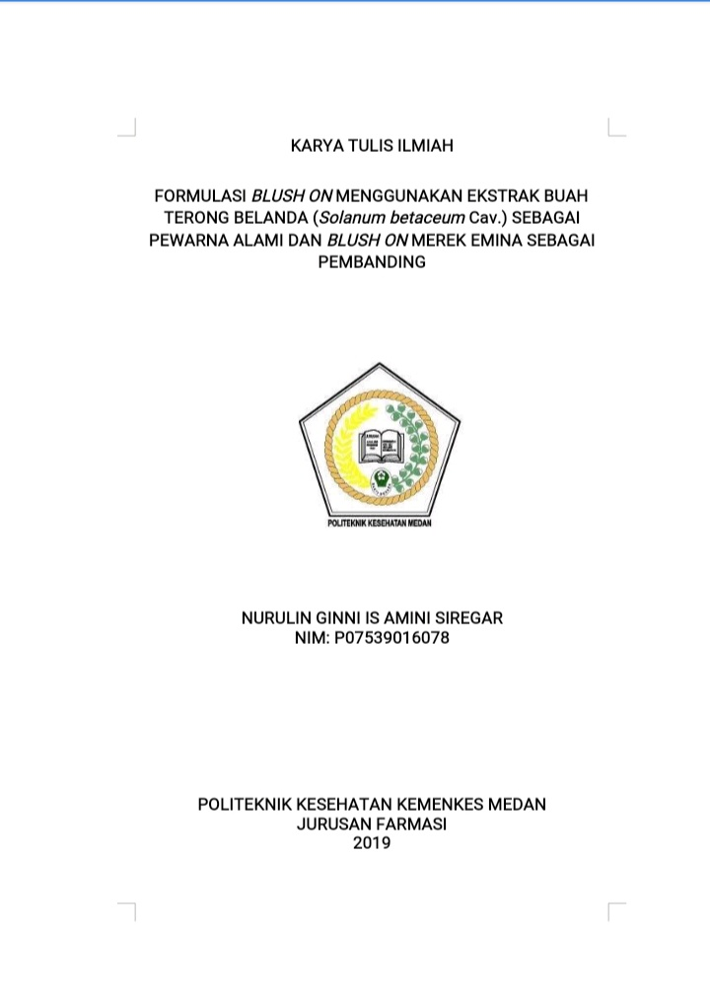 KARYA TULIS ILMIAH
FORMULASI BLUSH ON MENGGUNAKAN EKSTRAK BUAH
TERONG BELANDA (Solanum betaceum Cav.) SEBAGAI
PEWARNA ALAMI DAN BLUSH ON MEREK EMINA SEBAGAI
PEMBANDING
POLITEKNIK KESEHATAN MEDAN
NURULIN GINNI IS AMINI SIREGAR
NIM: P07539016078
POLITEKNIK KESEHATAN KEMENKES MEDAN
JURUSAN FARMASI
2019